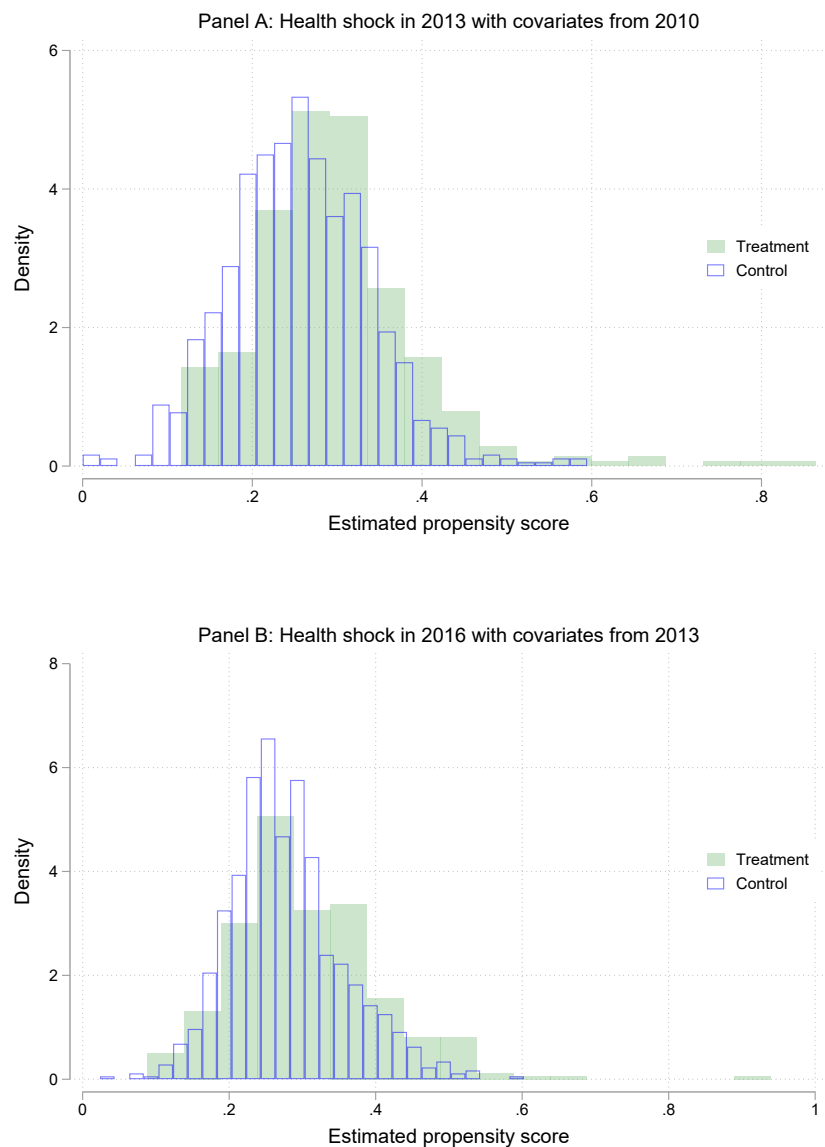 Panel A: Health shock in 2013 with covariates from 2010
6
4
2
0
Density
Treatment
Control
0 .2 .4 .6 .8
Estimated propensity score
Panel B: Health shock in 2016 with covariates from 2013
8
6
4
2
0
Density
Treatment
Control
0 .2 .4 .6 .8 1
Estimated propensity score